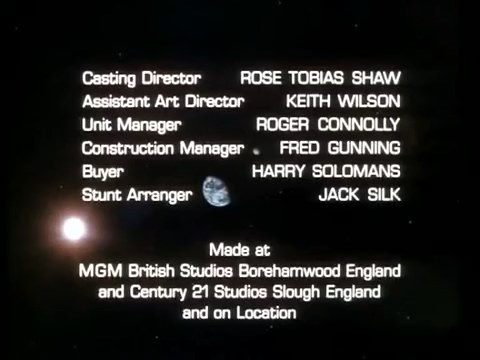 Casting Director ROSE TOBIAS SHAW
Assistant Art Director KEITH WILSON
Unit Manager ROGER CONNOLLY
Construction Manager FRED GUNNING
Buyer HARRY SOLOMANS
Stunt Arranger JACK SILK
Made at
MGM British Studios Borehamwood England
and Century 21 Studios Slough England
and on Location